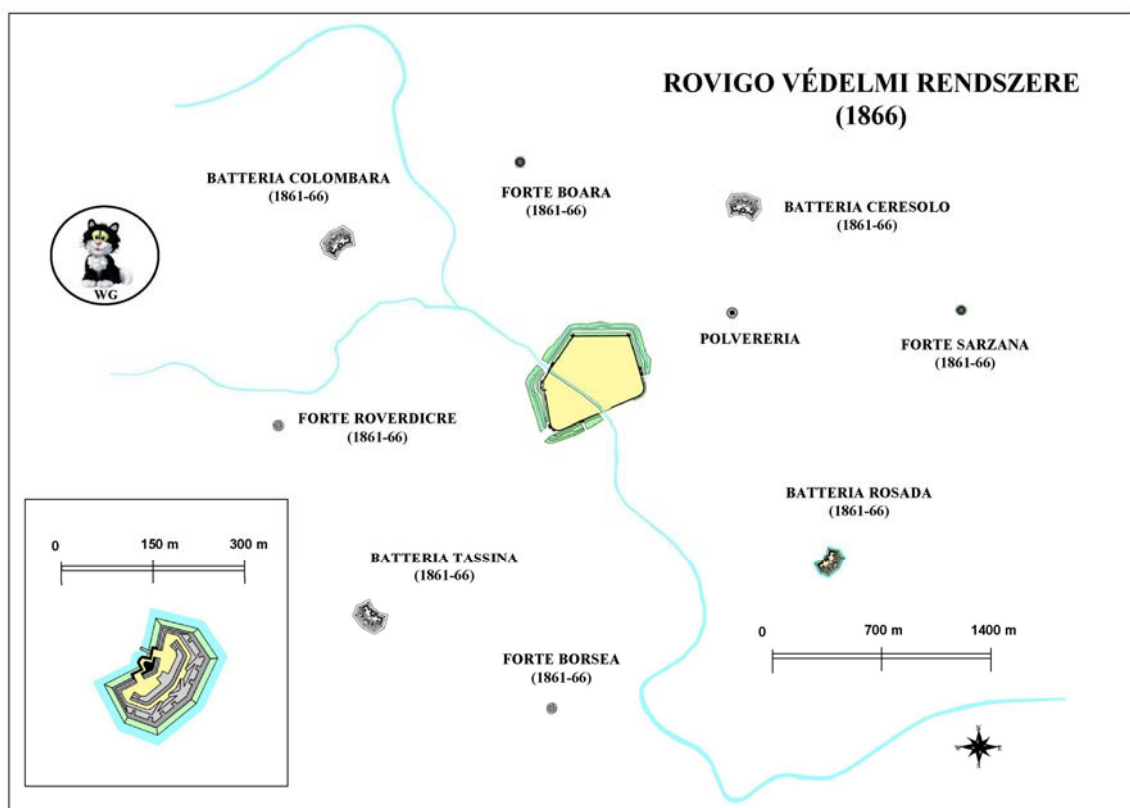 ROVIGO VÉDELMI RENDSZERE
(1866)
BATTERIA COLOMBARA
(1861-66)
FORTE BOARA
(1861-66)
BATTERIA CERESOLO
(1861-66)
WG
POLVERERIA
FORTE SARZANA
(1861-66)
FORTE ROVERDICRE
(1861-66)
BATTERIA ROSADA
(1861-66)
0 150 m 300 m
BATTERIA TASSINA
(1861-66)
0 700 m 1400 m
FORTE BORSEA
(1861-66)
N
W E
S